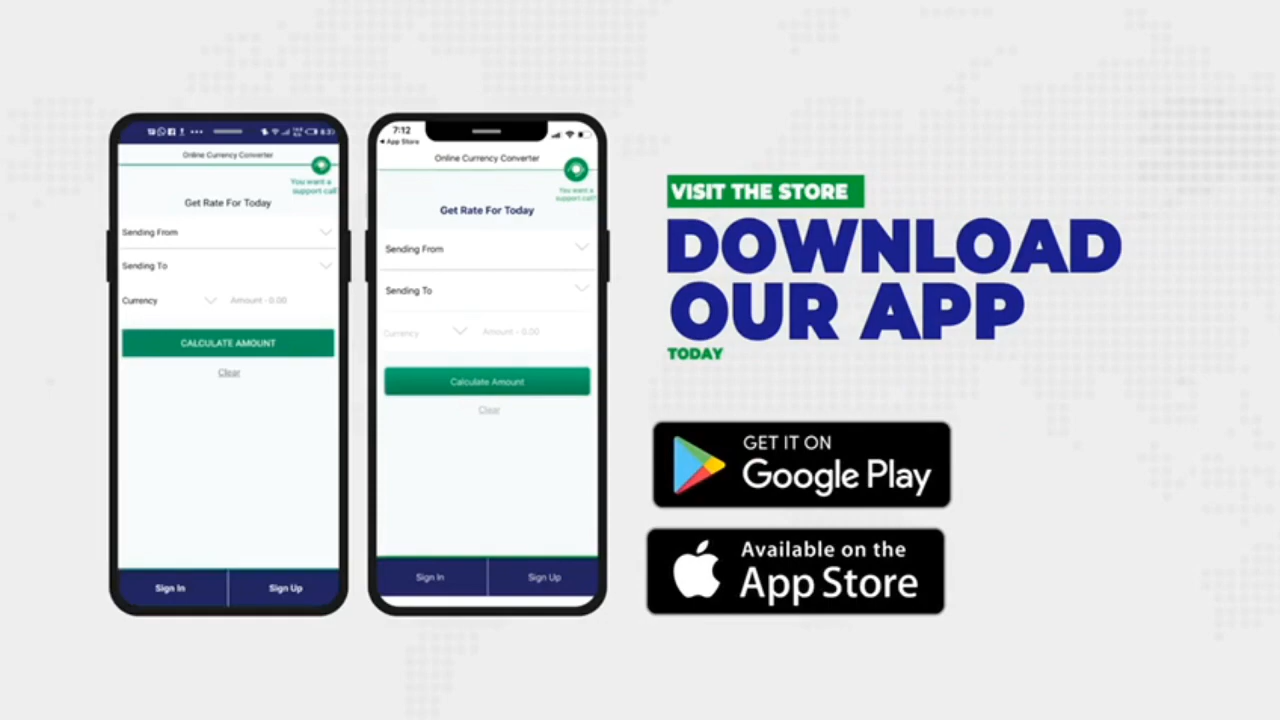 Online Currency Converter
You want a
support call?
Get Rate For Today
Sending From
Sending To
Currency
Amount - 0.00
CALCULATE AMOUNT
Clear
Sign In
Sign Up
7:12
App Store
Online Currency Converter
You want a
support call?
Get Rate For Today
Sending From
Sending To
Currency
Amount - 0.00
Calculate Amount
Clear
Sign In
Sign Up
VISIT THE STORE
DOWNLOAD
OUR APP
TODAY
GET IT ON
Google Play
Available on the
App Store